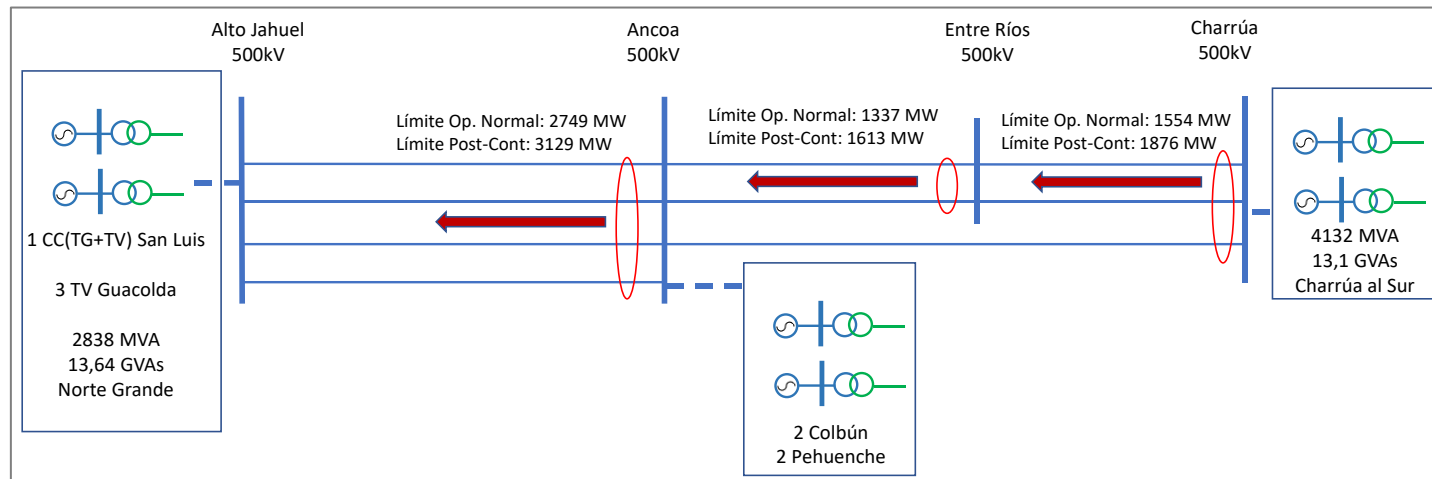 Alto Jahuel
500kV
Ancoa
500kV
Entre Ríos
500kV
Charrúa
500kV
Límite Op. Normal: 2749 MW
Límite Post-Cont: 3129 MW
Límite Op. Normal: 1337 MW
Límite Post-Cont: 1613 MW
Límite Op. Normal: 1554 MW
Límite Post-Cont: 1876 MW
1 CC(TG+TV) San Luis
3 TV Guacolda
2838 MVA
13,64 GVAs
Norte Grande
2 Colbún
2 Pehuenche
4132 MVA
13,1 GVAs
Charrúa al Sur